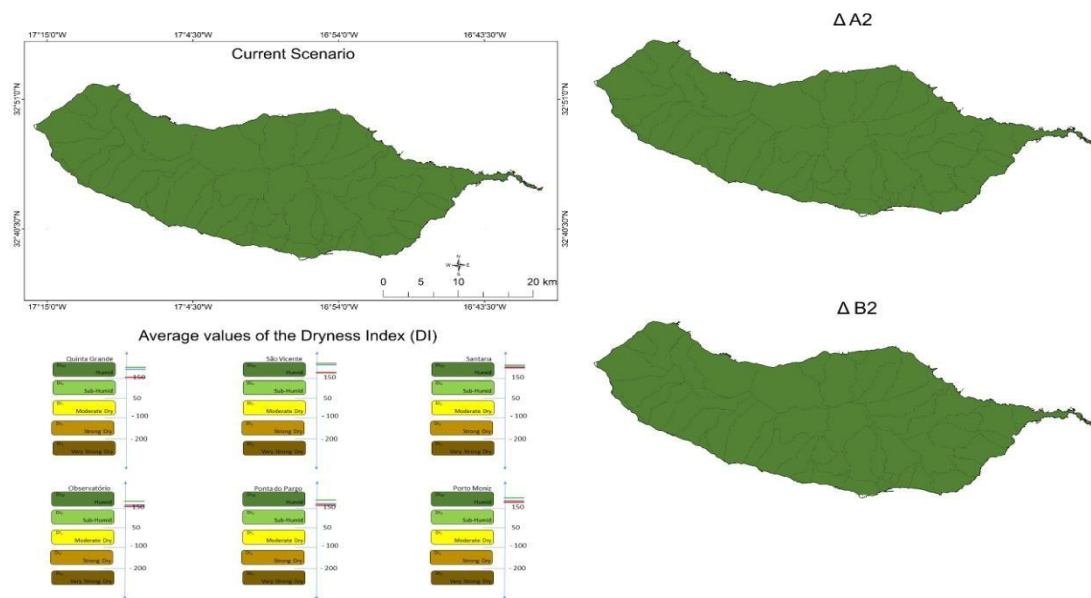 17°15'0"W 17°4'30"W 16°54'0"W 16°43'30"W
Current Scenario
32°51'0"N 32°51'0"N
32°40'30"N 32°40'30"N
N
W E
S
0 5 10 20 km
17°15'0"W 17°4'30"W 16°54'0"W 16°43'30"W
Δ A2
Δ B2
Average values of the Dryness Index (DI)
Quinta Grande
Humid
150
Sub-Humid
50
Moderate Dry
- 100
Strong Dry
- 200
Very Strong Dry
São Vicente
Humid
150
Sub-Humid
50
Moderate Dry
- 100
Strong Dry
- 200
Very Strong Dry
Santana
Humid
150
Sub-Humid
50
Moderate Dry
- 100
Strong Dry
- 200
Very Strong Dry
Observatório
Humid
150
Sub-Humid
50
Moderate Dry
- 100
Strong Dry
- 200
Very Strong Dry
Ponta do Pargo
Humid
150
Sub-Humid
50
Moderate Dry
- 100
Strong Dry
- 200
Very Strong Dry
Porto Moniz
Humid
150
Sub-Humid
50
Moderate Dry
- 100
Strong Dry
- 200
Very Strong Dry